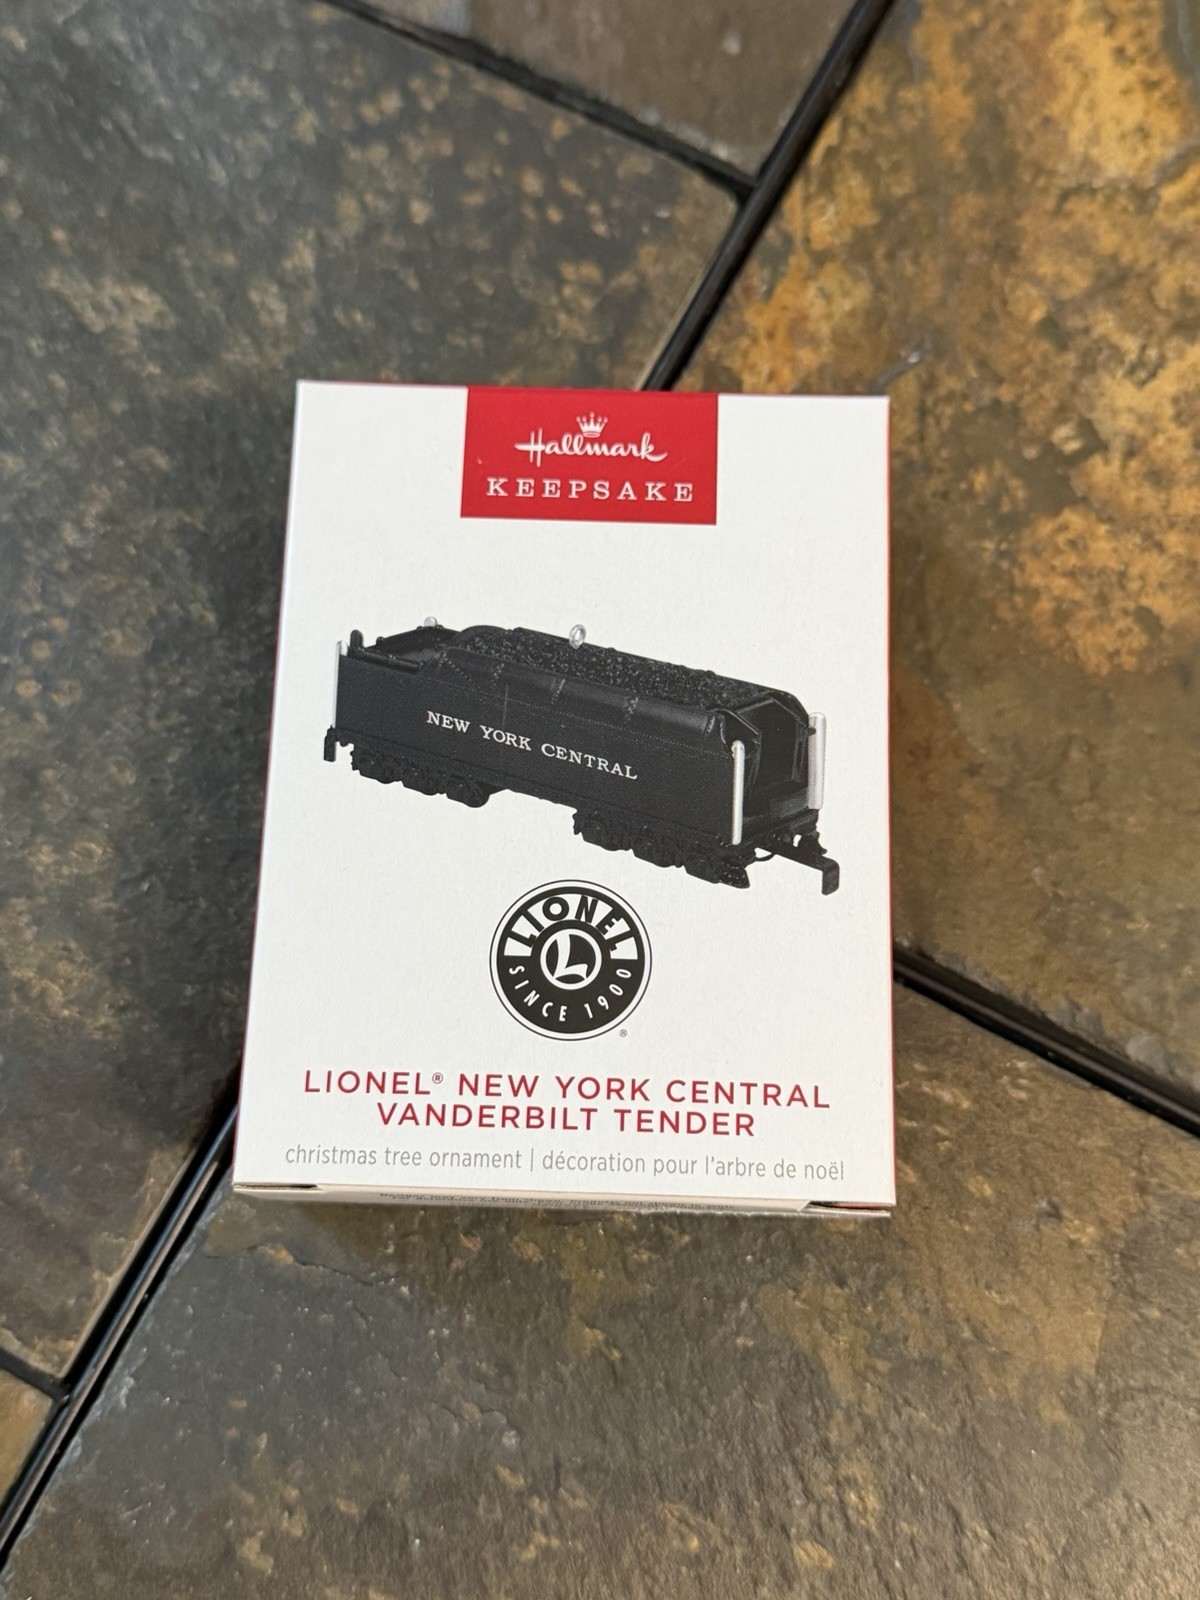 Hallmark
KEEPSAKE
NEW YORK CENTRAL
LIONEL
L
SINCE 1900
®
LIONEL® NEW YORK CENTRAL
VANDERBILT TENDER
christmas tree ornament | décoration pour l'arbre de noël